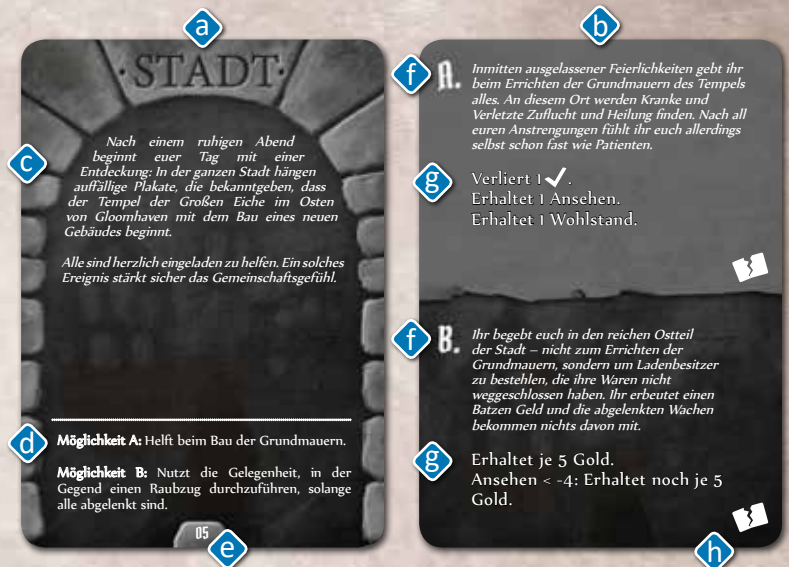 a
b
·STADT·
c
Nach einem ruhigen Abend
beginnt euer Tag mit einer
Entdeckung: In der ganzen Stadt hängen
auffällige Plakate, die bekanntgeben, dass
der Tempel der Großen Eiche im Osten
von Gloomhaven mit dem Bau eines neuen
Gebäudes beginnt.
Alle sind herzlich eingeladen zu helfen. Ein solches
Ereignis stärkt sicher das Gemeinschaftsgefühl.
d
Möglichkeit A: Helft beim Bau der Grundmauern.
Möglichkeit B: Nutzt die Gelegenheit, in der
Gegend einen Raubzug durchzuführen, solange
alle abgelenkt sind.
05
e
f
A.
Inmitten ausgelassener Feierlichkeiten gebt ihr
beim Errichten der Grundmauern des Tempels
alles. An diesem Ort werden Kranke und
Verletzte Zuflucht und Heilung finden. Nach all
euren Anstrengungen fühlt ihr euch allerdings
selbst schon fast wie Patienten.
g
Verliert 1 ✓.
Erhaltet 1 Ansehen.
Erhaltet 1 Wohlstand.
f
B.
Ihr begebt euch in den reichen Ostteil
der Stadt – nicht zum Errichten der
Grundmauern, sondern um Ladenbesitzer
zu bestehlen, die ihre Waren nicht
weggeschlossen haben. Ihr erbeutet einen
Batzen Geld und die abgelenkten Wachen
bekommen nichts davon mit.
g
Erhaltet je 5 Gold.
Ansehen < -4: Erhaltet noch je 5
Gold.
h